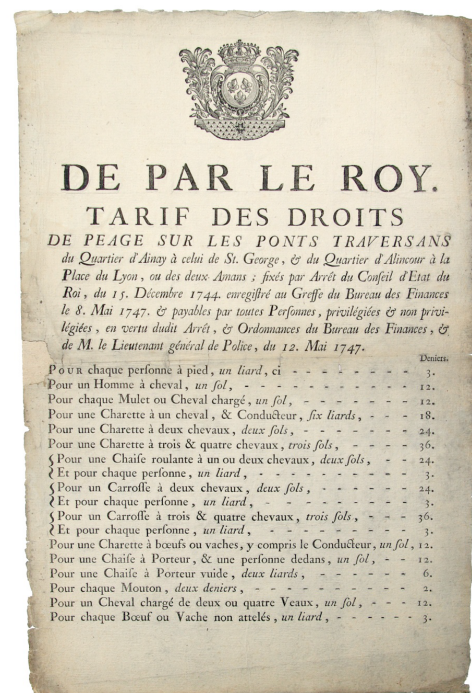 DE PAR LE ROY.
TARIF DES DROITS
DE PEAGE SUR LES PONTS TRAVERSANS
du Quartier d'Ainay à celui de St. George, & du Quartier d'Alincour à la
Place du Lyon, ou des deux Amans ; fixés par Arrêt du Conseil d'Etat du
Roi, du 15. Décembre 1744. enregistré au Greffe du Bureau des Finances
le 8. Mai 1747. & payables par toutes Personnes, privilégiées & non privi-
légiées, en vertu dudit Arrêt, & Ordonnances du Bureau des Finances, &
de M. le Lieutenant général de Police, du 12. Mai 1747.
Deniers.
POUR chaque personne à pied, un liard, ci - - - - - - - 3.
Pour un Homme à cheval, un sol, - - - - - - - - - 12.
Pour chaque Mulet ou Cheval chargé, un sol, - - - - - - 12.
Pour une Charette à un cheval, & Conducteur, six liards, - - - - 18.
Pour une Charette à deux chevaux, deux sols, - - - - - - 24.
Pour une Charette à trois & quatre chevaux, trois sols, - - - - 36.
Pour une Chaise roulante à un ou deux chevaux, deux sols, - - - 24.
Et pour chaque personne, un liard, - - - - - - - - 3.
Pour un Carrosse à deux chevaux, deux sols, - - - - - - 24.
Et pour chaque personne, un liard, - - - - - - - - 3.
Pour un Carrosse à trois & quatre chevaux, trois sols, - - - - 36.
Et pour chaque personne, un liard, - - - - - - - - 3.
Pour une Charette à bœufs ou vaches, y compris le Conducteur, un sol, 12.
Pour une Chaise à Porteur, & une personne dedans, un sol, - - - 12.
Pour une Chaise à Porteur vuide, deux liards, - - - - - - 6.
Pour chaque Mouton, deux deniers, - - - - - - - - 2.
Pour un Cheval chargé de deux ou quatre Veaux, un sol, - - - 12.
Pour chaque Bœuf ou Vache non attelés, un liard, - - - - 3.